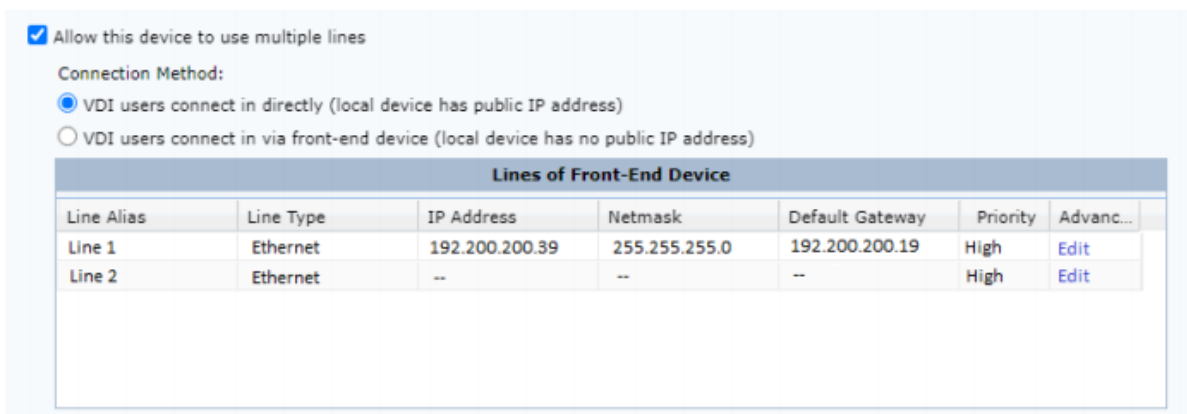 Allow this device to use multiple lines
Connection Method:
VDI users connect in directly (local device has public IP address)
VDI users connect in via front-end device (local device has no public IP address)
Lines of Front-End Device
Line Alias Line Type IP Address Netmask Default Gateway Priority Advanc...
Line 1 Ethernet 192.200.200.39 255.255.255.0 192.200.200.19 High Edit
Line 2 Ethernet -- -- -- High Edit